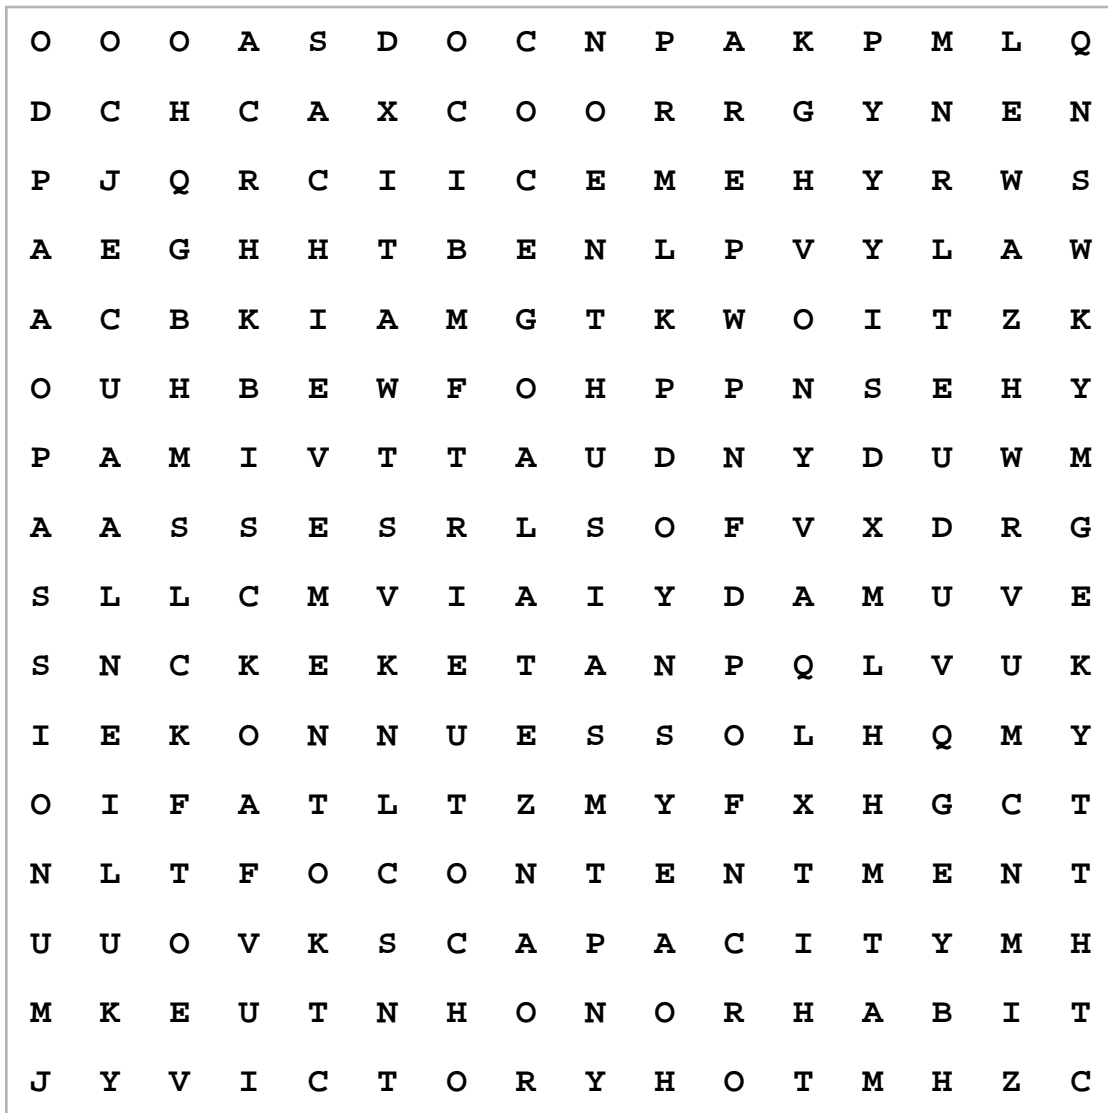 O O O A S D O C N P A K P M L Q
D C H C A X C O O R R G Y N E N
P J Q R C I I C E M E H Y R W S
A E G H H T B E N L P V Y L A W
A C B K I A M G T K W O I T Z K
O U H B E W F O H P P N S E H Y
P A M I V T T A U D N Y D U W M
A A S S E S R L S O F V X D R G
S L L C M V I A I Y D A M U V E
S N C K E K E T A N P Q L V U K
I E K O N N U E S S O L H Q M Y
O I F A T L T Z M Y F X H G C T
N L T F O C O N T E N T M E N T
U U O V K S C A P A C I T Y M H
M K E U T N H O N O R H A B I T
J Y V I C T O R Y H O T M H Z C